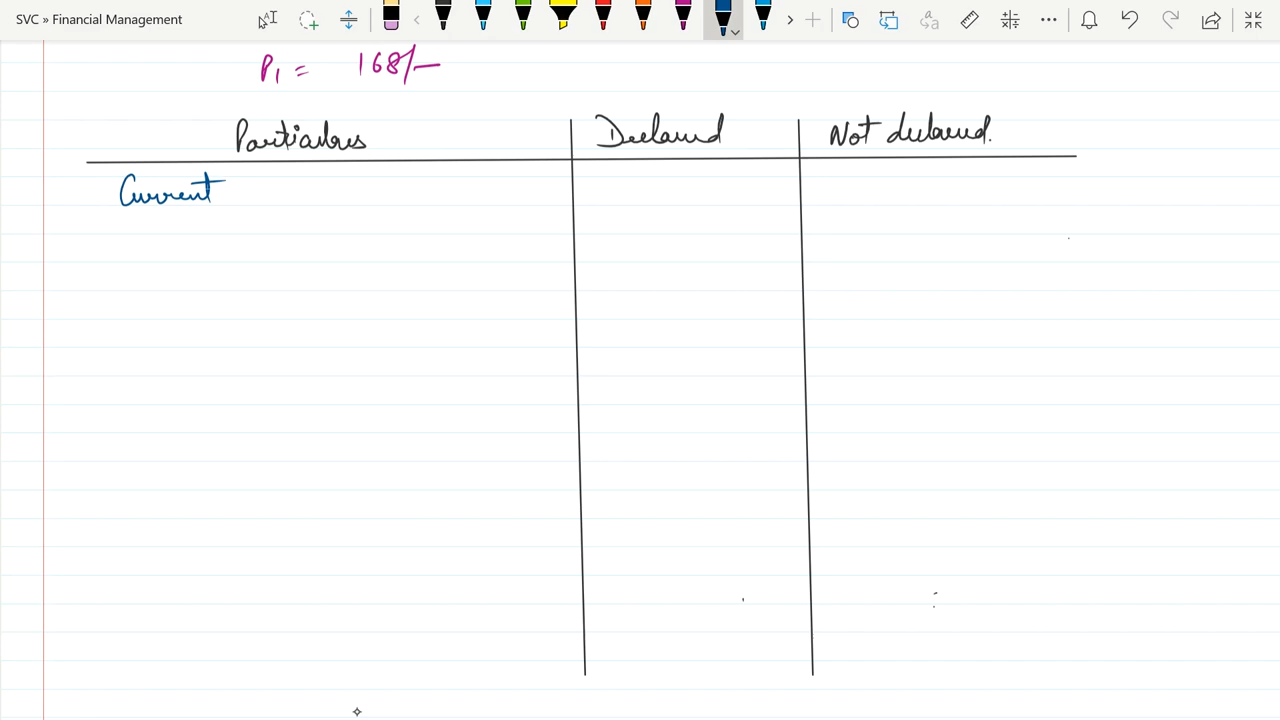 SVC » Financial Management
P1 = 168/-
Particulars Declared Not declared.
Current